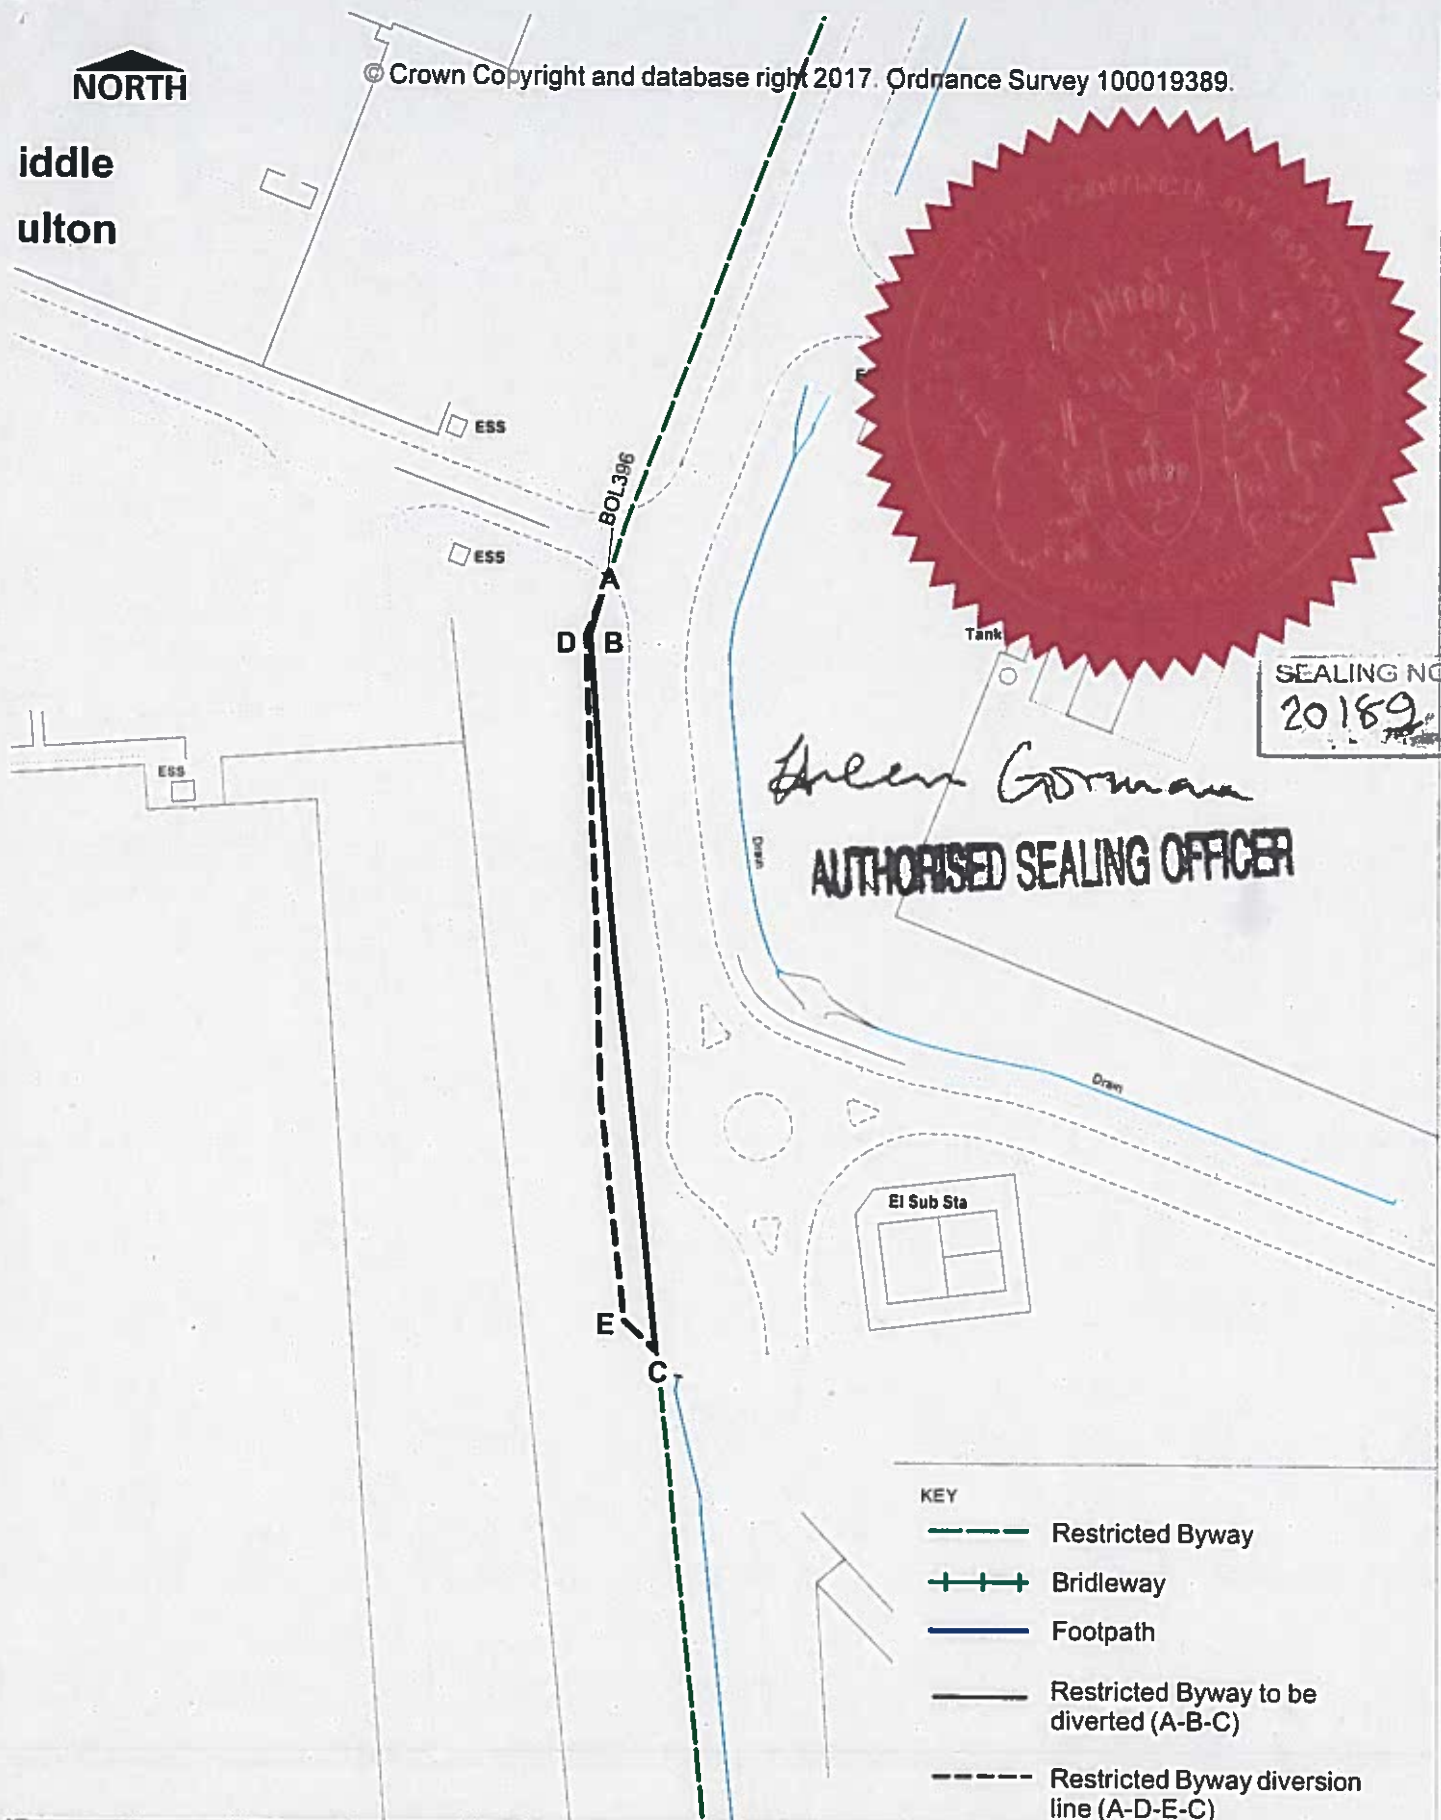 NORTH
© Crown Copyright and database right 2017. Ordnance Survey 100019389.
iddle
ulton
ESS
BOL396
ESS
A
D B
Tank
SEALING NO
20189
ESS
Helen Gorman
Drain
AUTHORISED SEALING OFFICER
Drain
El Sub Sta
E
C
KEY
Restricted Byway
Bridleway
Footpath
Restricted Byway to be
diverted (A-B-C)
Restricted Byway diversion
line (A-D-E-C)